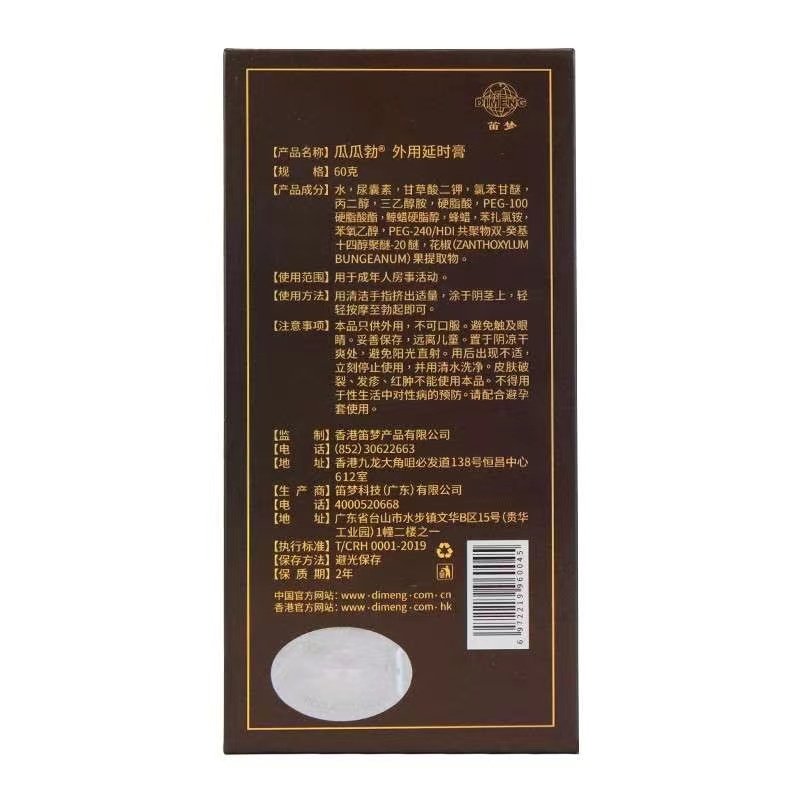 DIMENG
笛梦
【产品名称】瓜瓜勃® 外用延时膏
【规 格】60克
【产品成分】水，尿囊素，甘草酸二钾，氯苯甘醚，
丙二醇，三乙醇胺，硬脂酸，PEG-100
硬脂酸酯，鲸蜡硬脂醇，蜂蜡，苯扎氯铵，
苯氧乙醇，PEG-240/HDI 共聚物双-癸基
十四醇聚醚-20 醚，花椒(ZANTHOXYLUM
BUNGEANUM)果提取物。
【使用范围】用于成年人房事活动。
【使用方法】用清洁手指挤出适量，涂于阴茎上，轻
轻按摩至勃起即可。
【注意事项】本品只供外用，不可口服。避免触及眼
睛。妥善保存，远离儿童。置于阴凉干
爽处，避免阳光直射。用后出现不适，
立刻停止使用，并用清水洗净。皮肤破
裂、发疹、红肿不能使用本品。不得用
于性生活中对性病的预防。请配合避孕
套使用。
【监 制】香港笛梦产品有限公司
【电 话】(852)30622663
【地 址】香港九龙大角咀必发道138号恒昌中心
612室
【生 产 商】笛梦科技(广东)有限公司
【电 话】4000520668
【地 址】广东省台山市水步镇文华B区15号(贵华
工业园)1幢二楼之一
【执行标准】T/CRH 0001-2019
【保存方法】避光保存
【保 质 期】2年
中国官方网站：www·dimeng·com·cn
香港官方网站：www·dimeng·com·hk
6972219960045